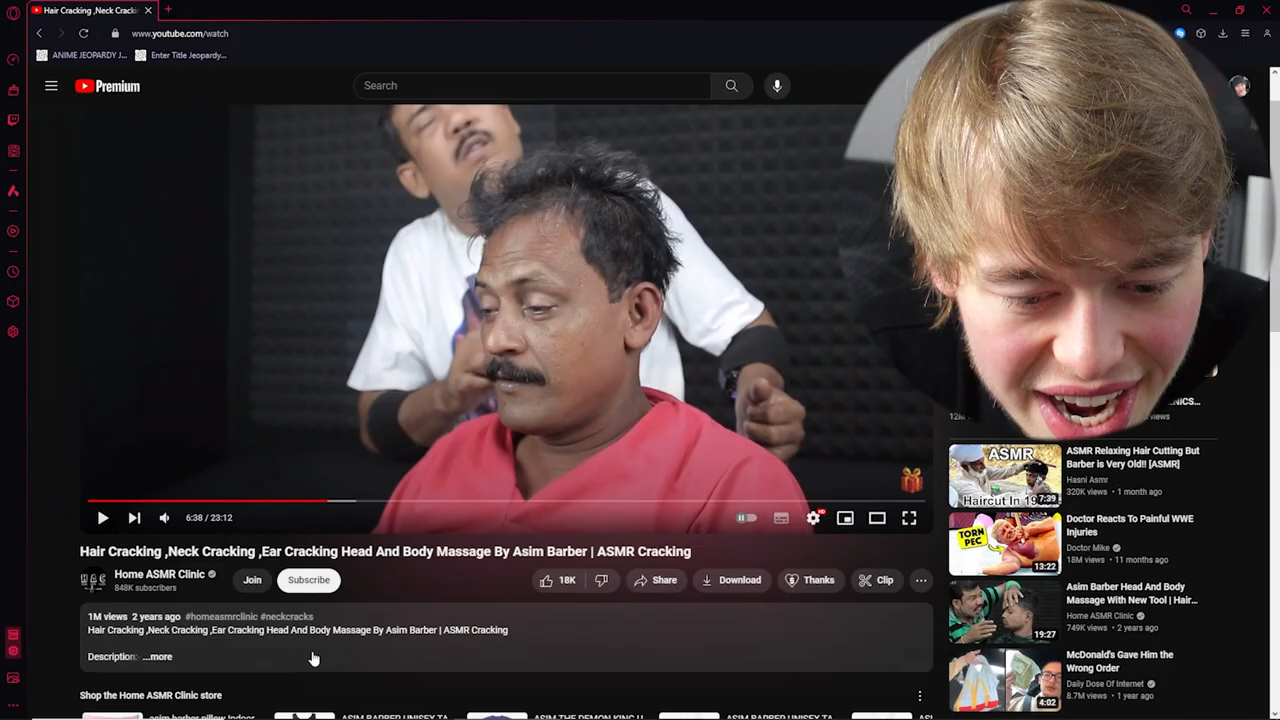 Hair Cracking ,Neck Cracki
www.youtube.com/watch
ANIME JEOPARDY J...
Enter Title Jeopardy...
Premium
Search
6:38 / 23:12
HD
Hair Cracking ,Neck Cracking ,Ear Cracking Head And Body Massage By Asim Barber | ASMR Cracking
Home ASMR Clinic
848K subscribers
Join
Subscribe
18K
Share
Download
Thanks
Clip
1M views 2 years ago #homeasmrclinic #neckcracks
Hair Cracking ,Neck Cracking ,Ear Cracking Head And Body Massage By Asim Barber | ASMR Cracking
Description: ...more
Shop the Home ASMR Clinic store
views
ASMR
Haircut In
7:39
ASMR Relaxing Hair Cutting But
Barber is Very Old!! [ASMR]
Hasni Asmr
320K views • 1 month ago
TORN
PEC
13:22
Doctor Reacts To Painful WWE
Injuries
Doctor Mike
18M views • 11 months ago
19:27
Asim Barber Head And Body
Massage With New Tool | Hair...
Home ASMR Clinic
749K views • 2 years ago
4:02
McDonald's Gave Him the
Wrong Order
Daily Dose Of Internet
8.7M views • 1 year ago